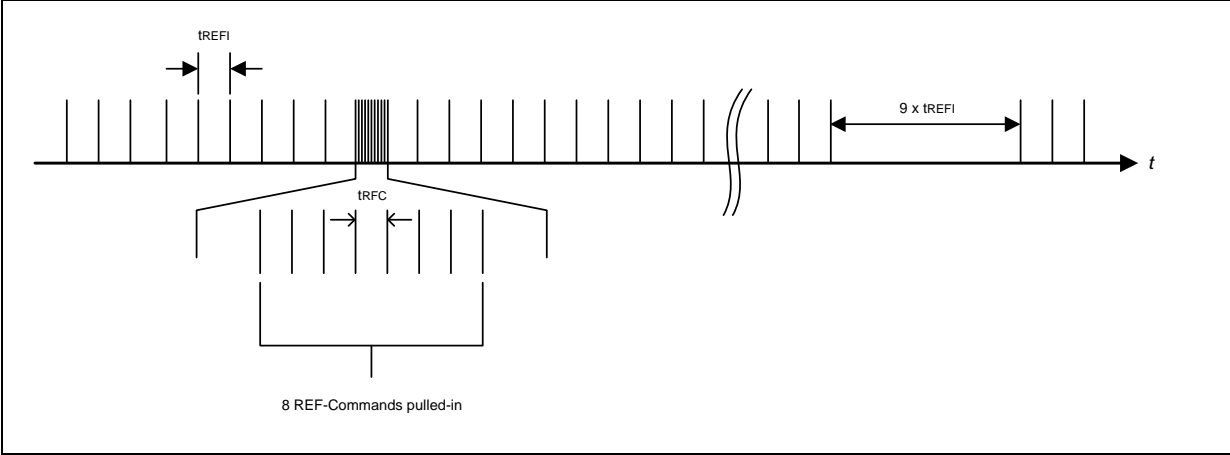 tREFI
9 x tREFI
t
tRFC
8 REF-Commands pulled-in